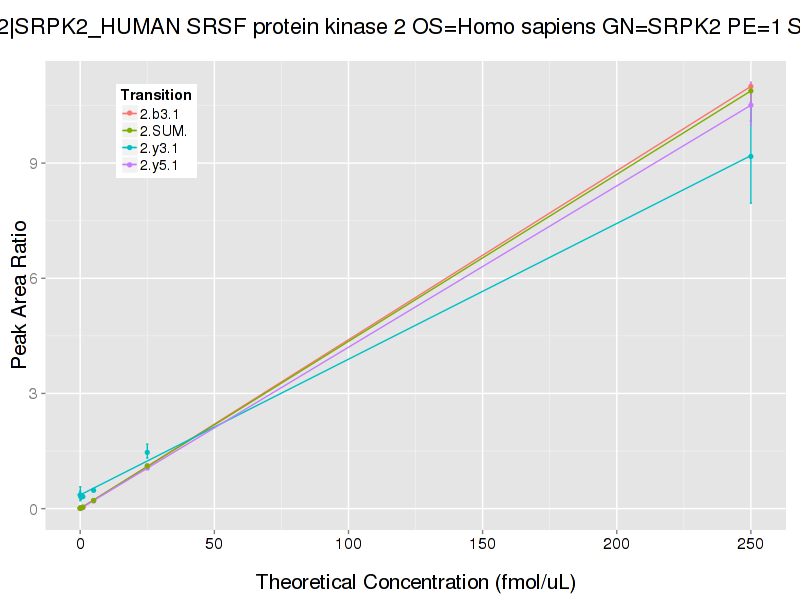 2|SRPK2_HUMAN SRSF protein kinase 2 OS=Homo sapiens GN=SRPK2 PE=1 S
Transition
2.b3.1
2.SUM.
2.y3.1
2.y5.1
Peak Area Ratio
9
6
3
0
0 50 100 150 200 250
Theoretical Concentration (fmol/uL)